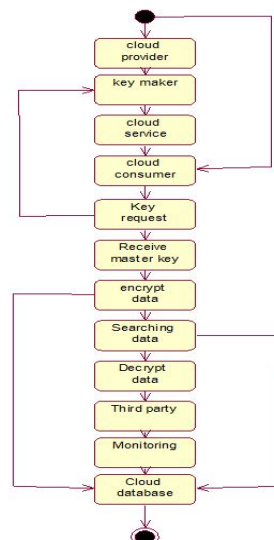 cloud
provider
key maker
cloud
service
cloud
consumer
Key
request
Receive
master key
encrypt
data
Searching
data
Decrypt
data
Third party
Monitoring
Cloud
database